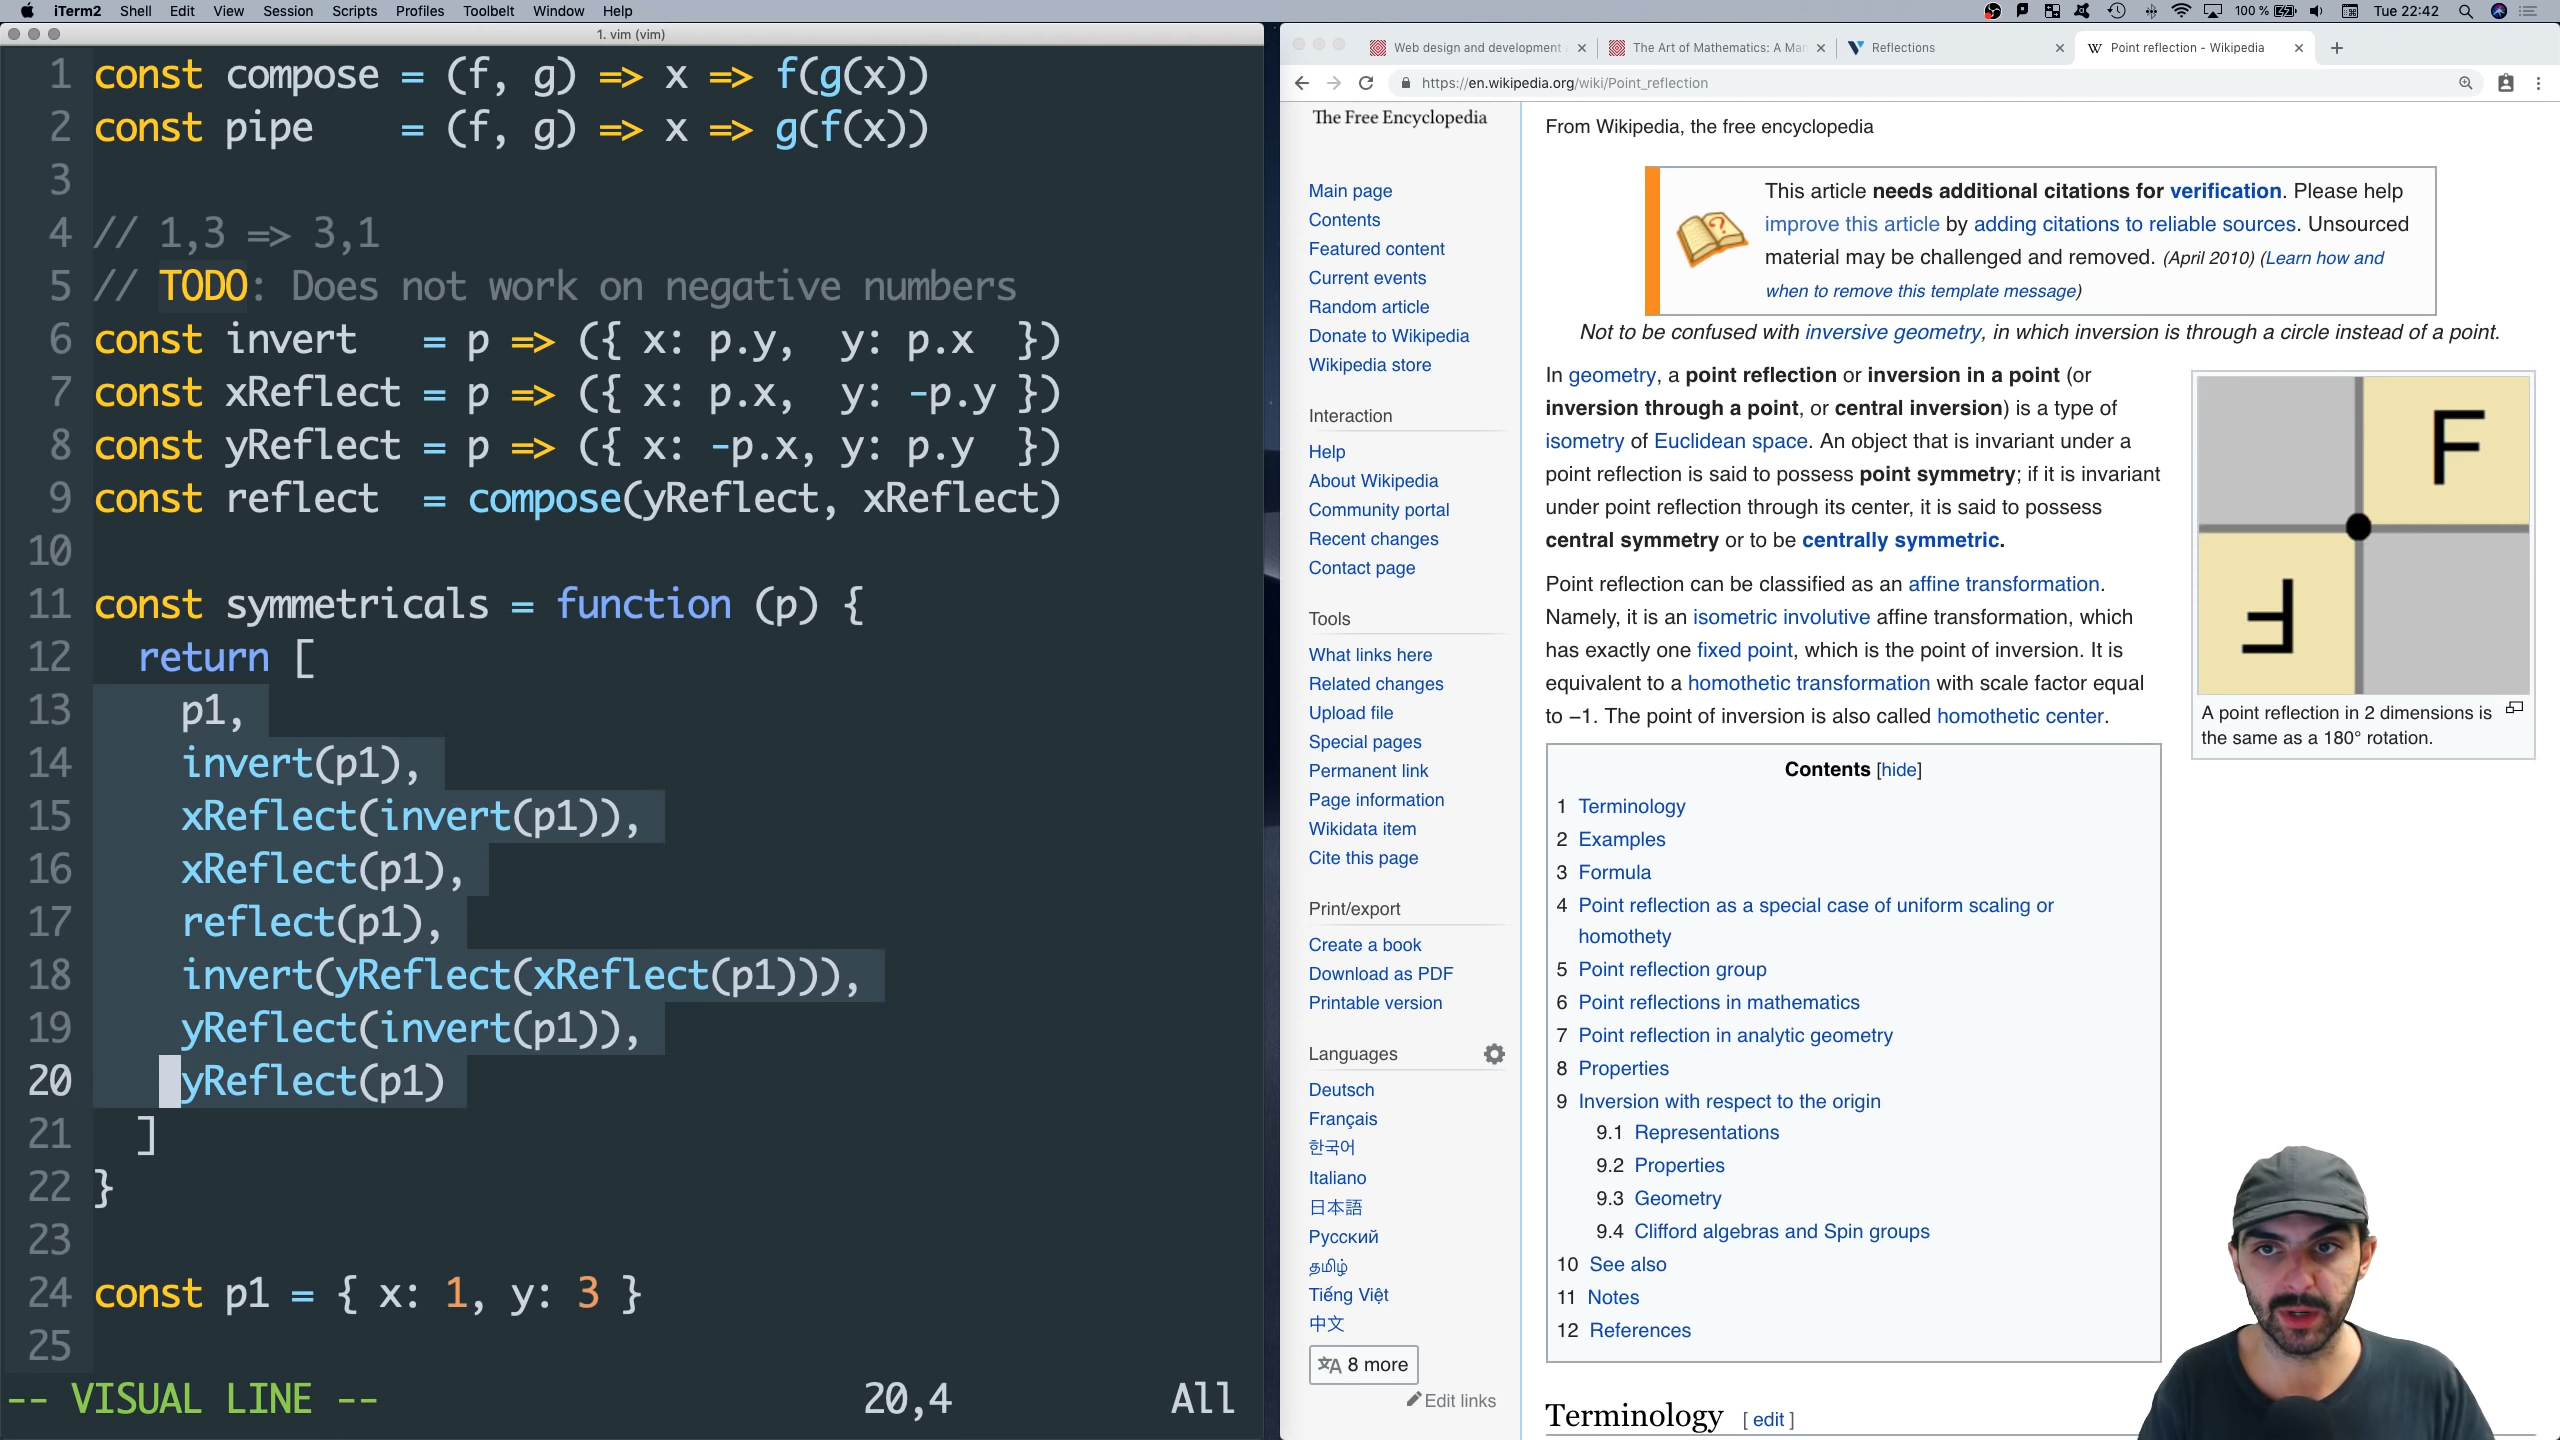 iTerm2 Shell Edit View Session Scripts Profiles Toolbelt Window Help
100 % Tue 22:42
1. vim (vim)
1 const compose = (f, g) => x => f(g(x))
2 const pipe    = (f, g) => x => g(f(x))
3
4 // 1,3 => 3,1
5 // TODO: Does not work on negative numbers
6 const invert   = p => ({ x: p.y,  y: p.x  })
7 const xReflect = p => ({ x: p.x,  y: -p.y })
8 const yReflect = p => ({ x: -p.x, y: p.y  })
9 const reflect  = compose(yReflect, xReflect)
10
11 const symmetricals = function (p) {
12   return [
13     p1,
14     invert(p1),
15     xReflect(invert(p1)),
16     xReflect(p1),
17     reflect(p1),
18     invert(yReflect(xReflect(p1))),
19     yReflect(invert(p1)),
20     yReflect(p1)
21   ]
22 }
23
24 const p1 = { x: 1, y: 3 }
25
-- VISUAL LINE -- 20,4 All
Web design and development
The Art of Mathematics: A Ma
Reflections
Point reflection - Wikipedia
https://en.wikipedia.org/wiki/Point_reflection
The Free Encyclopedia
Main page
Contents
Featured content
Current events
Random article
Donate to Wikipedia
Wikipedia store
Interaction
Help
About Wikipedia
Community portal
Recent changes
Contact page
Tools
What links here
Related changes
Upload file
Special pages
Permanent link
Page information
Wikidata item
Cite this page
Print/export
Create a book
Download as PDF
Printable version
Languages
Deutsch
Français
한국어
Italiano
日本語
Русский
தமிழ்
Tiếng Việt
中文
8 more
Edit links
From Wikipedia, the free encyclopedia
This article needs additional citations for verification. Please help
improve this article by adding citations to reliable sources. Unsourced
material may be challenged and removed. (April 2010) (Learn how and
when to remove this template message)
Not to be confused with inversive geometry, in which inversion is through a circle instead of a point.
In geometry, a point reflection or inversion in a point (or
inversion through a point, or central inversion) is a type of
isometry of Euclidean space. An object that is invariant under a
point reflection is said to possess point symmetry; if it is invariant
under point reflection through its center, it is said to possess
central symmetry or to be centrally symmetric.
Point reflection can be classified as an affine transformation.
Namely, it is an isometric involutive affine transformation, which
has exactly one fixed point, which is the point of inversion. It is
equivalent to a homothetic transformation with scale factor equal
to −1. The point of inversion is also called homothetic center.
F
F
A point reflection in 2 dimensions is
the same as a 180° rotation.
Contents [hide]
1 Terminology
2 Examples
3 Formula
4 Point reflection as a special case of uniform scaling or
homothety
5 Point reflection group
6 Point reflections in mathematics
7 Point reflection in analytic geometry
8 Properties
9 Inversion with respect to the origin
9.1 Representations
9.2 Properties
9.3 Geometry
9.4 Clifford algebras and Spin groups
10 See also
11 Notes
12 References
Terminology [ edit ]